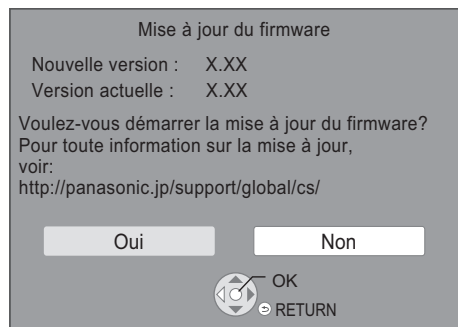 Mise à jour du firmware
Nouvelle version : X.XX
Version actuelle : X.XX
Voulez-vous démarrer la mise à jour du firmware?
Pour toute information sur la mise à jour,
voir:
http://panasonic.jp/support/global/cs/
Oui Non
OK
RETURN